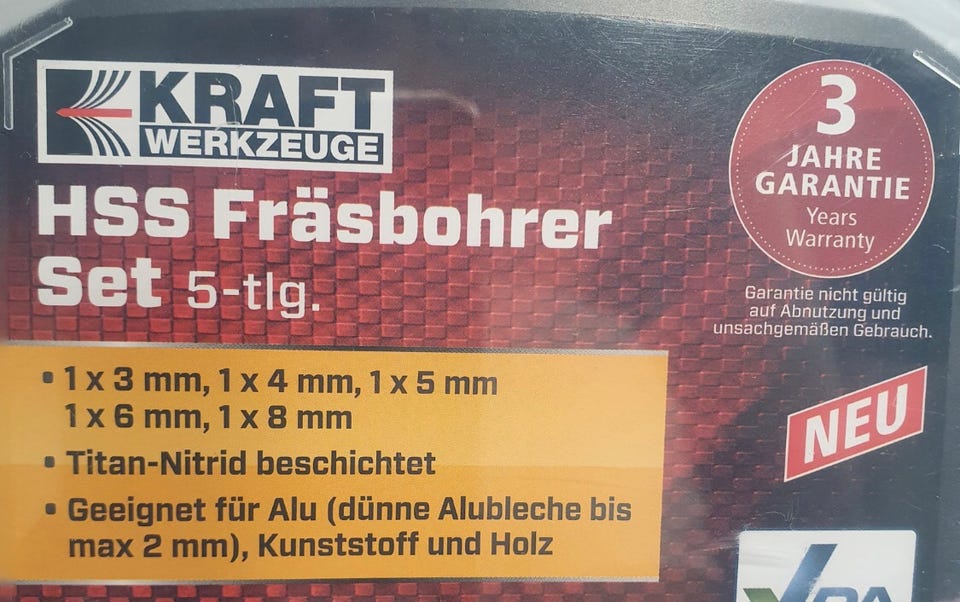 KRAFT
WERKZEUGE
HSS Fräsbohrer
Set 5-tlg.
3
JAHRE
GARANTIE
Years
Warranty
Garantie nicht gültig
auf Abnutzung und
unsachgemäßen Gebrauch.
• 1 x 3 mm, 1 x 4 mm, 1 x 5 mm
1 x 6 mm, 1 x 8 mm
• Titan-Nitrid beschichtet
• Geeignet für Alu (dünne Alubleche bis
max 2 mm), Kunststoff und Holz
NEU